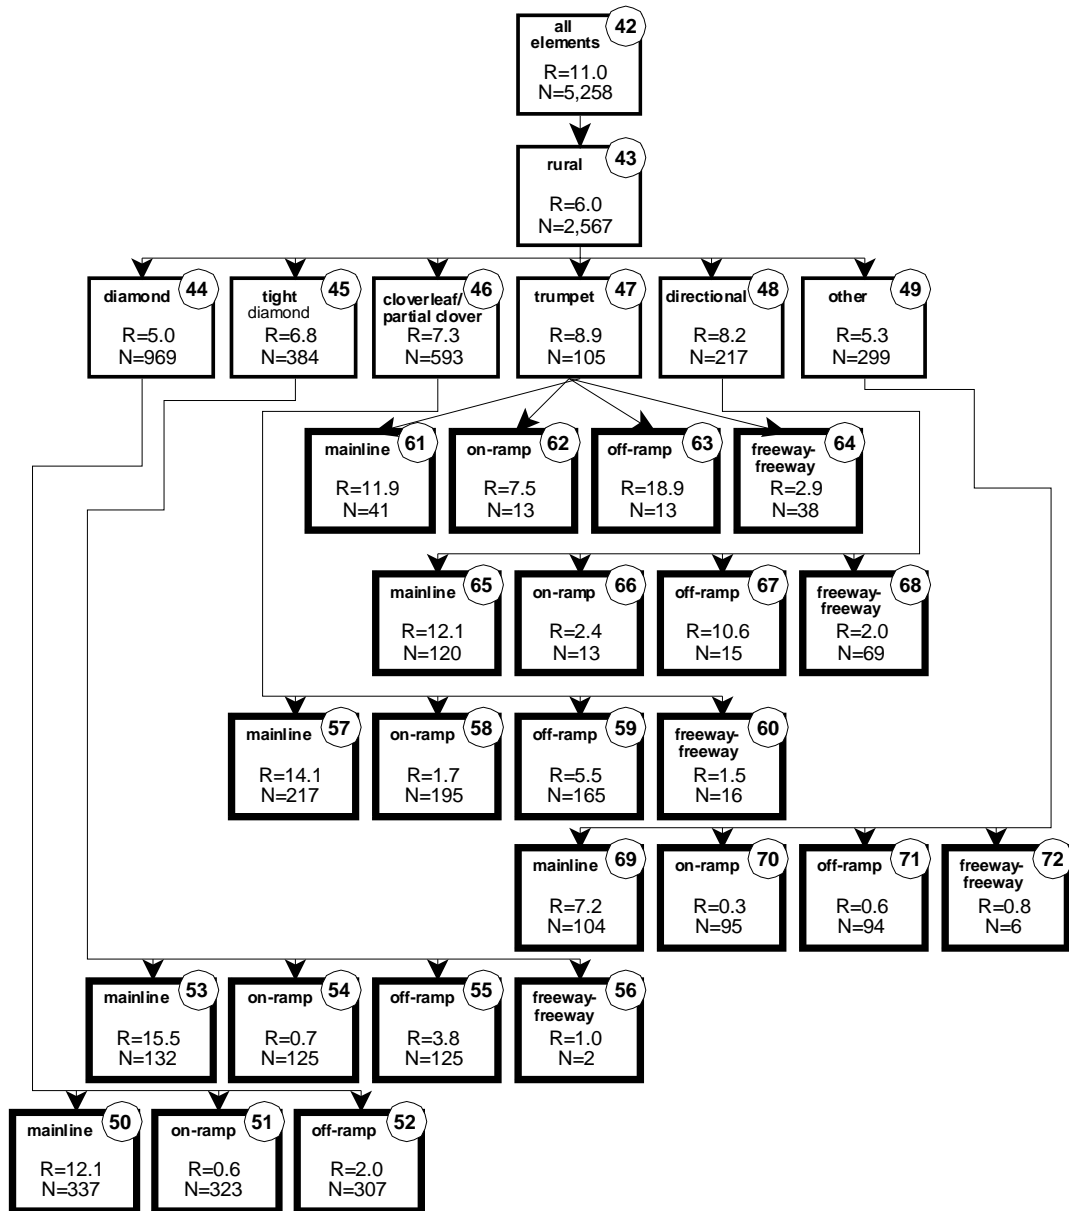 all
elements
42
R=11.0
N=5,258
rural
43
R=6.0
N=2,567
diamond
44
R=5.0
N=969
tight
diamond
45
R=6.8
N=384
cloverleaf/
partial clover
46
R=7.3
N=593
trumpet
47
R=8.9
N=105
directional
48
R=8.2
N=217
other
49
R=5.3
N=299
mainline
61
R=11.9
N=41
on-ramp
62
R=7.5
N=13
off-ramp
63
R=18.9
N=13
freeway-
freeway
64
R=2.9
N=38
mainline
65
R=12.1
N=120
on-ramp
66
R=2.4
N=13
off-ramp
67
R=10.6
N=15
freeway-
freeway
68
R=2.0
N=69
mainline
57
R=14.1
N=217
on-ramp
58
R=1.7
N=195
off-ramp
59
R=5.5
N=165
freeway-
freeway
60
R=1.5
N=16
mainline
69
R=7.2
N=104
on-ramp
70
R=0.3
N=95
off-ramp
71
R=0.6
N=94
freeway-
freeway
72
R=0.8
N=6
mainline
53
R=15.5
N=132
on-ramp
54
R=0.7
N=125
off-ramp
55
R=3.8
N=125
freeway-
freeway
56
R=1.0
N=2
mainline
50
R=12.1
N=337
on-ramp
51
R=0.6
N=323
off-ramp
52
R=2.0
N=307